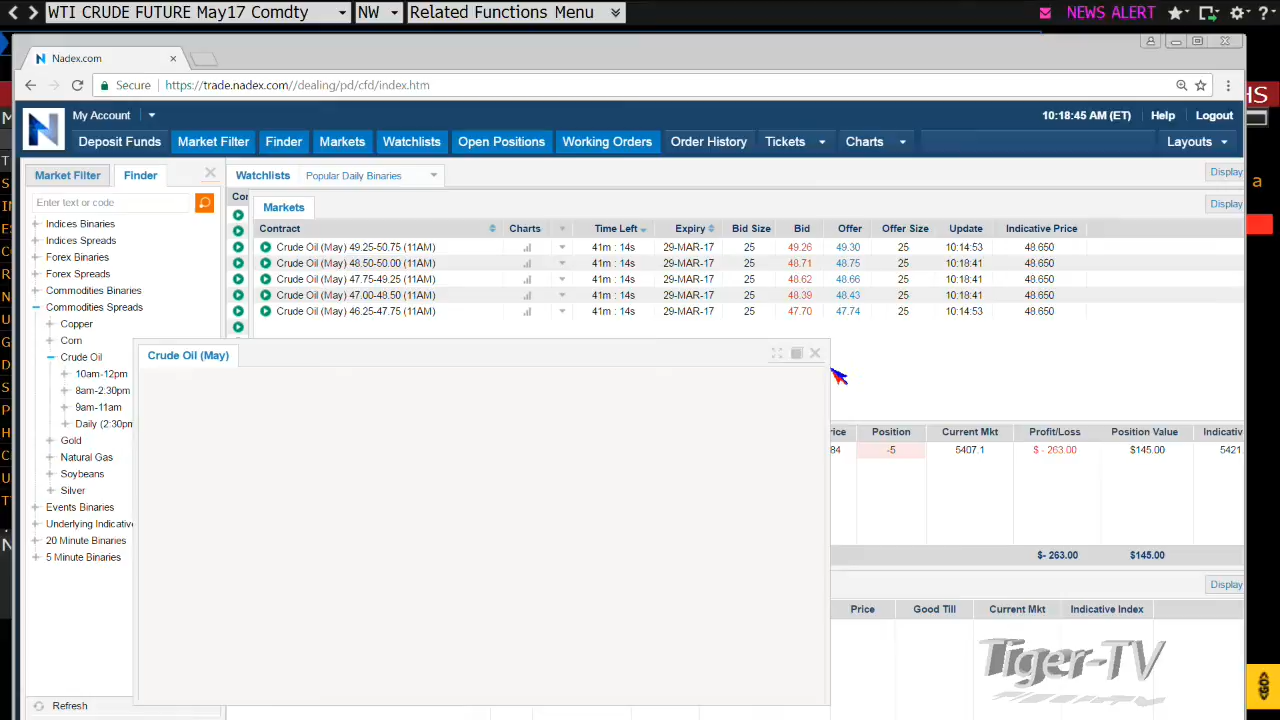 WTI CRUDE FUTURE May17 Comdty NW Related Functions Menu NEWS ALERT ?
Nadex.com
Secure https://trade.nadex.com//dealing/pd/cfd/index.htm
My Account 10:18:45 AM (ET) Help Logout
Deposit Funds Market Filter Finder Markets Watchlists Open Positions Working Orders Order History Tickets Charts Layouts
Market Filter Finder Watchlists Popular Daily Binaries Display
Enter text or code
Markets Display
Contract Charts Time Left Expiry Bid Size Bid Offer Offer Size Update Indicative Price
Crude Oil (May) 49.25-50.75 (11AM) 41m : 14s 29-MAR-17 25 49.26 49.30 25 10:14:53 48.650
Crude Oil (May) 48.50-50.00 (11AM) 41m : 14s 29-MAR-17 25 48.71 48.75 25 10:18:41 48.650
Crude Oil (May) 47.75-49.25 (11AM) 41m : 14s 29-MAR-17 25 48.62 48.66 25 10:18:41 48.650
Crude Oil (May) 47.00-48.50 (11AM) 41m : 14s 29-MAR-17 25 48.39 48.43 25 10:18:41 48.650
Crude Oil (May) 46.25-47.75 (11AM) 41m : 14s 29-MAR-17 25 47.70 47.74 25 10:14:53 48.650
Indices Binaries
Indices Spreads
Forex Binaries
Forex Spreads
Commodities Binaries
Commodities Spreads
Copper
Corn
Crude Oil
10am-12pm
8am-2:30pm
9am-11am
Daily (2:30pm
Gold
Natural Gas
Soybeans
Silver
Events Binaries
Underlying Indicative
20 Minute Binaries
5 Minute Binaries
Refresh
Crude Oil (May)
rice Position Current Mkt Profit/Loss Position Value Indicativ
84 -5 5407.1 $ - 263.00 $145.00 5421
$- 263.00 $145.00
Display
Price Good Till Current Mkt Indicative Index
Tiger-TV
<GO>